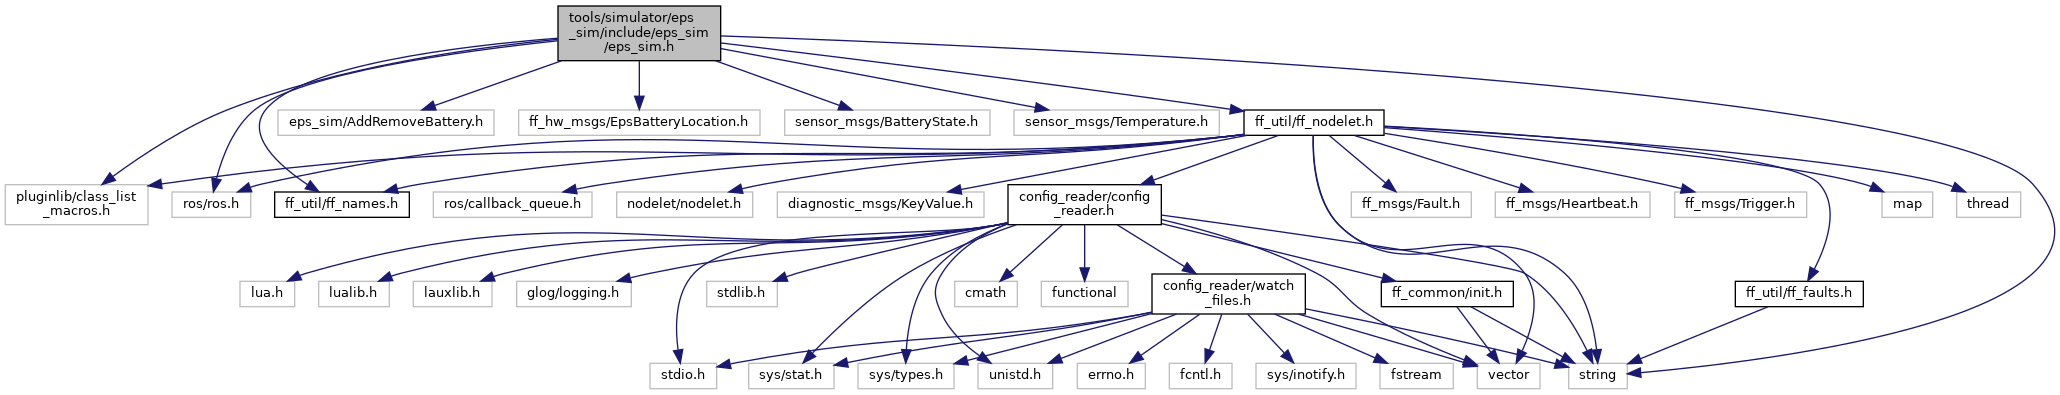 tools/simulator/eps
_sim/include/eps_sim
/eps_sim.h
eps_sim/AddRemoveBattery.h
ff_hw_msgs/EpsBatteryLocation.h
sensor_msgs/BatteryState.h
sensor_msgs/Temperature.h
ff_util/ff_nodelet.h
pluginlib/class_list
_macros.h
ros/ros.h
ff_util/ff_names.h
ros/callback_queue.h
nodelet/nodelet.h
diagnostic_msgs/KeyValue.h
config_reader/config
_reader.h
ff_msgs/Fault.h
ff_msgs/Heartbeat.h
ff_msgs/Trigger.h
map
thread
lua.h
lualib.h
lauxlib.h
glog/logging.h
stdlib.h
cmath
functional
config_reader/watch
_files.h
ff_common/init.h
ff_util/ff_faults.h
stdio.h
sys/stat.h
sys/types.h
unistd.h
errno.h
fcntl.h
sys/inotify.h
fstream
vector
string